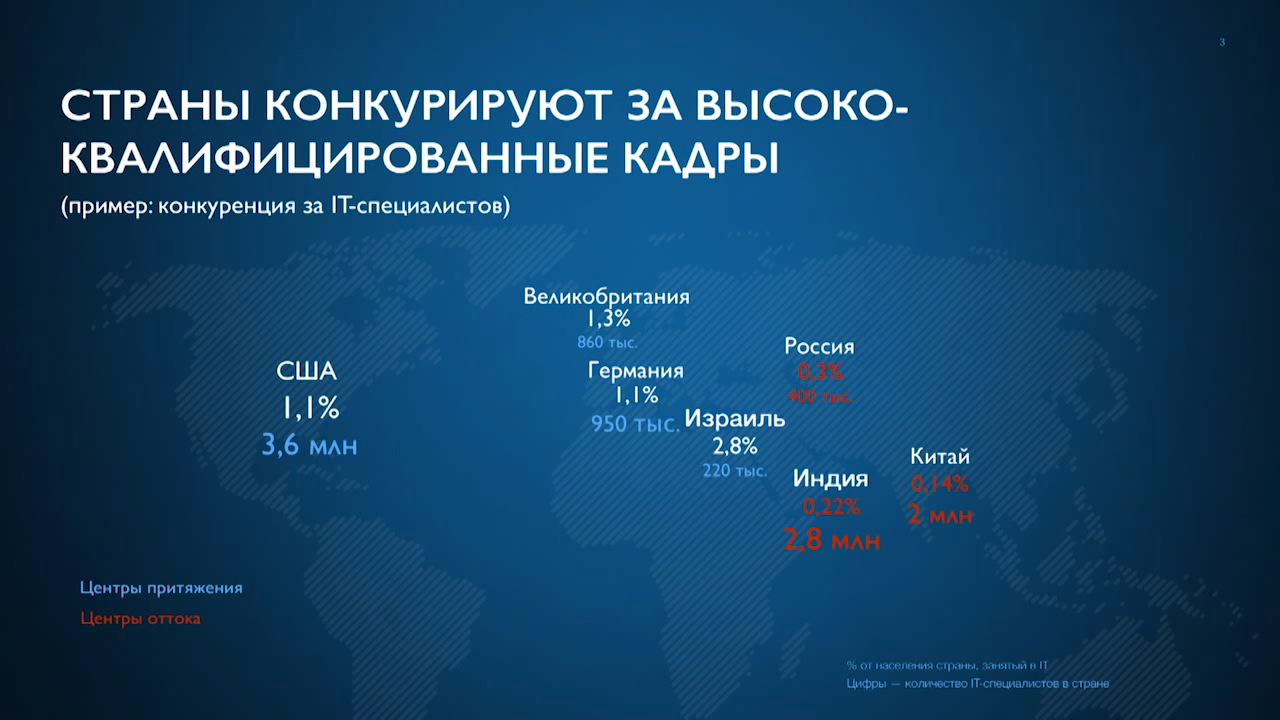 3
СТРАНЫ КОНКУРИРУЮТ ЗА ВЫСОКО-
КВАЛИФИЦИРОВАННЫЕ КАДРЫ
(пример: конкуренция за IT-специалистов)
Великобритания
1,3%
860 тыс.
США
1,1%
3,6 млн
Германия
1,1%
950 тыс.
Россия
0,3%
400 тыс.
Израиль
2,8%
220 тыс.
Индия
0,22%
2,8 млн
Китай
0,14%
2 млн
Центры притяжения
Центры оттока
% от населения страны, занятый в IT
Цифры — количество IT-специалистов в стране